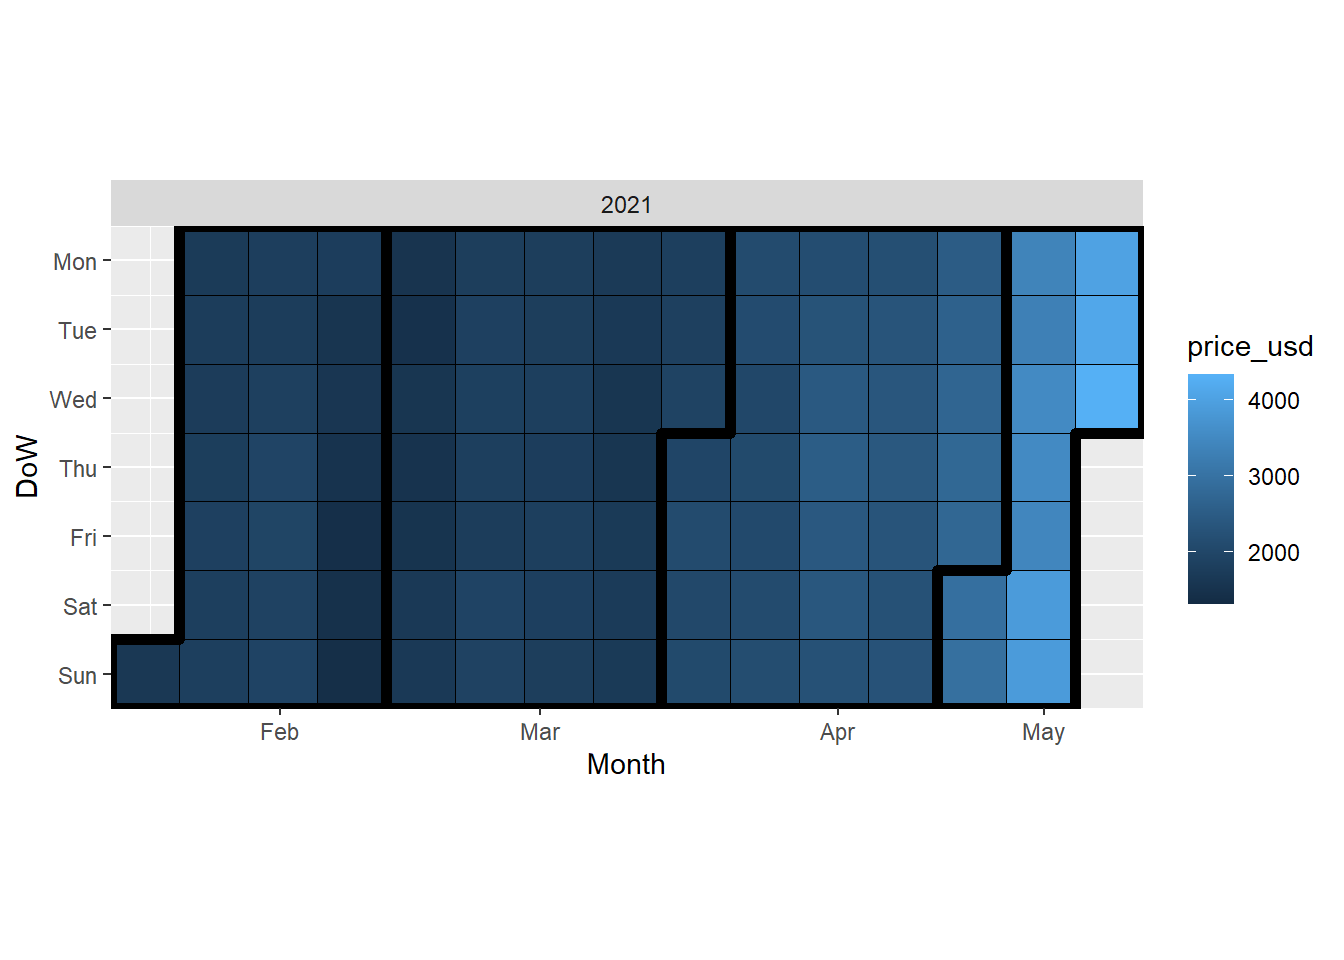 2021
Mon
Tue
Wed
Thu
Fri
Sat
Sun
DoW
Feb Mar Apr May
Month
price_usd
4000
3000
2000